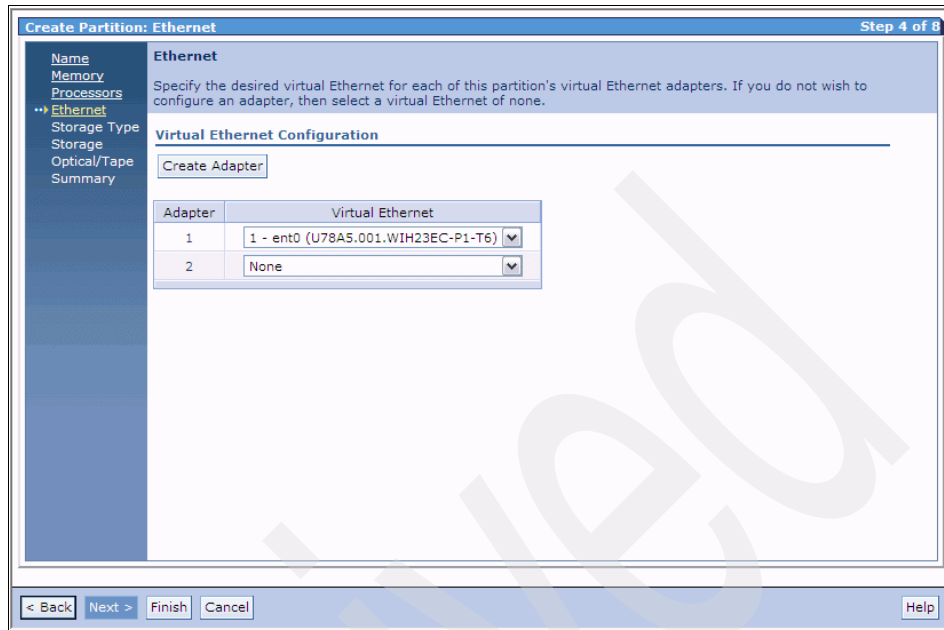 Create Partition: Ethernet
Step 4 of 8
Name
Memory
Processors
Ethernet
Storage Type
Storage
Optical/Tape
Summary
Ethernet
Specify the desired virtual Ethernet for each of this partition's virtual Ethernet adapters. If you do not wish to
configure an adapter, then select a virtual Ethernet of none.
Virtual Ethernet Configuration
Create Adapter
Adapter Virtual Ethernet
1 1 - ent0 (U78A5.001.WIH23EC-P1-T6)
2 None
< Back Next > Finish Cancel Help